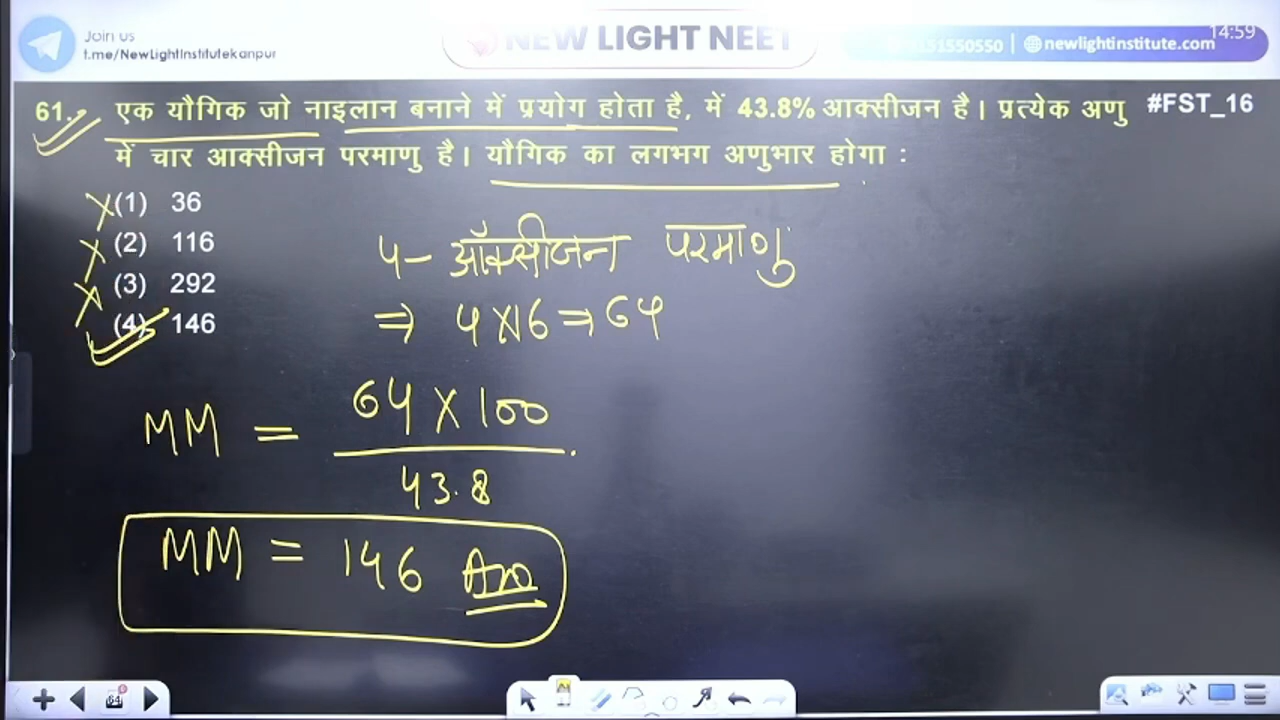 Join us
t.me/NewLightInstitutekanpur
NEW LIGHT NEET
newlightinstitute.com
14:59
61. एक यौगिक जो नाइलान बनाने में प्रयोग होता है, में 43.8% आक्सीजन है। प्रत्येक अणु #FST_16
में चार आक्सीजन परमाणु है। यौगिक का लगभग अणुभार होगा :
(1) 36
(2) 116
(3) 292
(4) 146
4- ऑक्सीजन परमाणु
⇒ 4×16 ⇒ 64
MM = 64 × 100
43.8
MM = 146 Ans